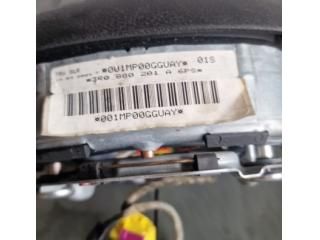 *0U1MP00GGUAY* 01S
*3R0 880 201 A 6PS*
*001MP00GGUAY*